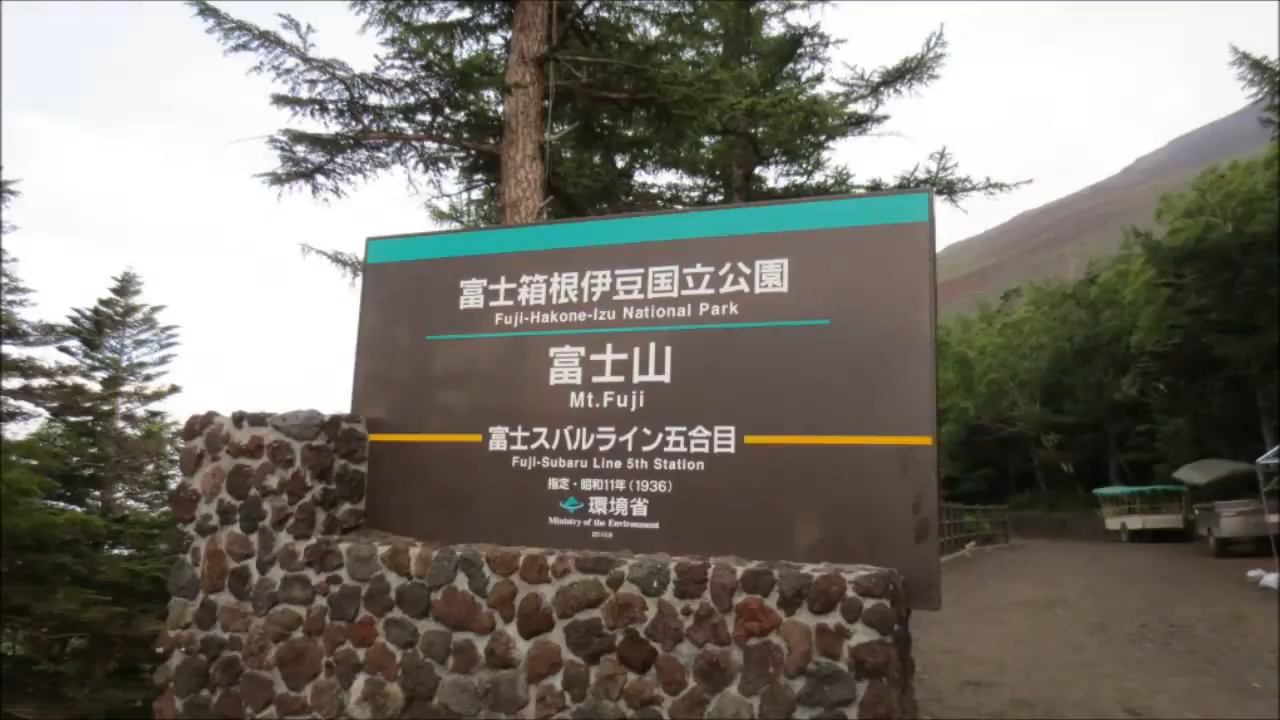 富士箱根伊豆国立公園
Fuji-Hakone-Izu National Park
富士山
Mt.Fuji
富士スバルライン五合目
Fuji-Subaru Line 5th Station
指定・昭和11年(1936)
環境省
Ministry of the Environment